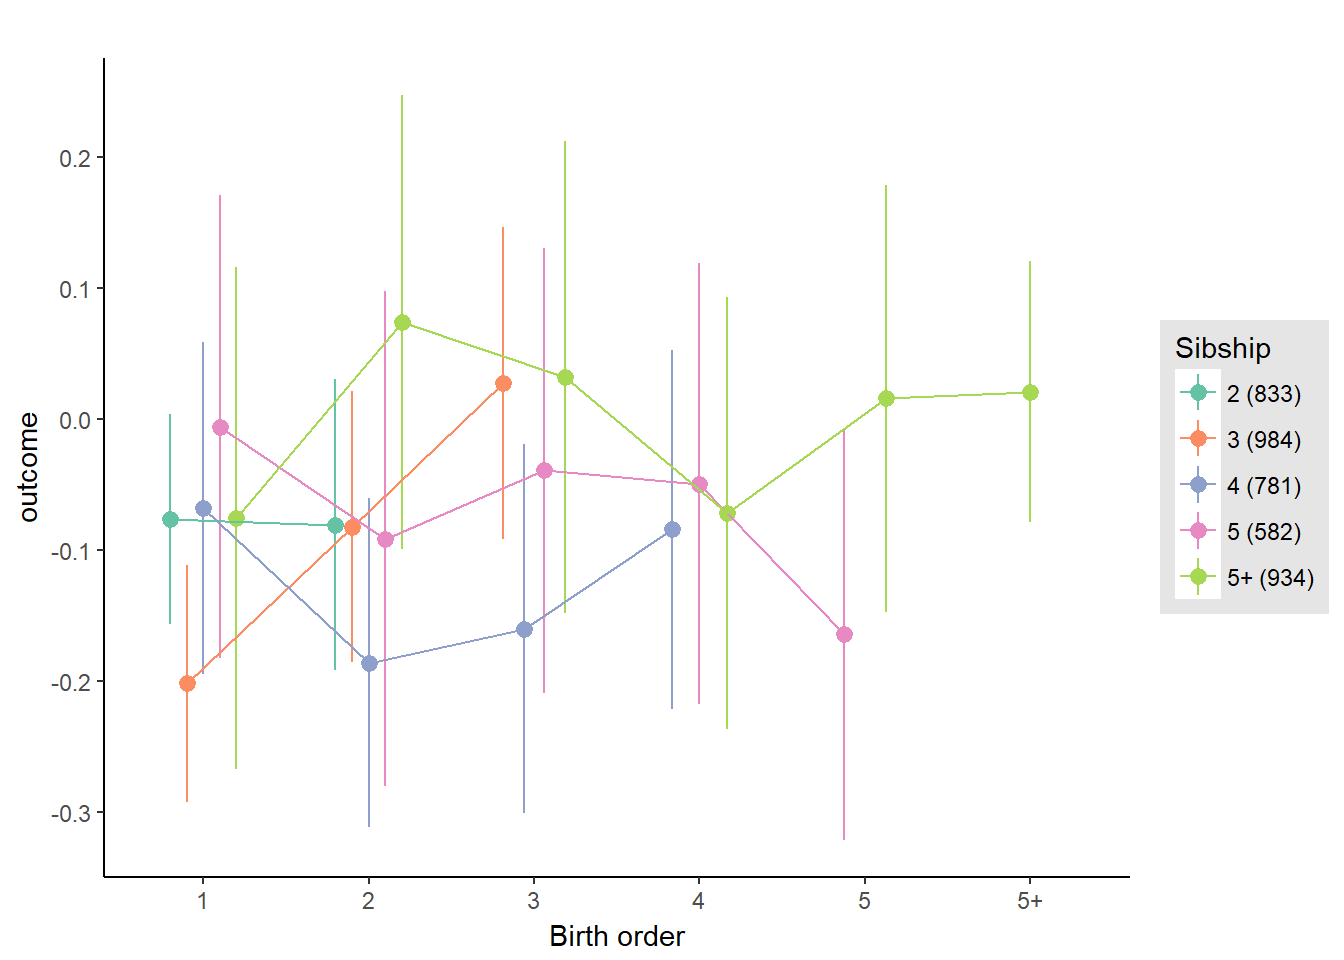 outcome
0.2
0.1
0.0
-0.1
-0.2
-0.3
1 2 3 4 5 5+
Birth order
Sibship
2 (833)
3 (984)
4 (781)
5 (582)
5+ (934)